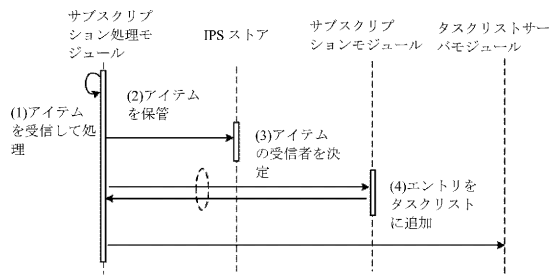 サブスクリプ
ション処理モ
ジュール
IPS ストア
サブスクリプ
ションモジュール
タスクリストサー
バモジュール
(1)アイテム
を受信して処
理
(2)アイテム
を保管
(3)アイテム
の受信者を決
定
(4)エントリを
タスクリスト
に追加